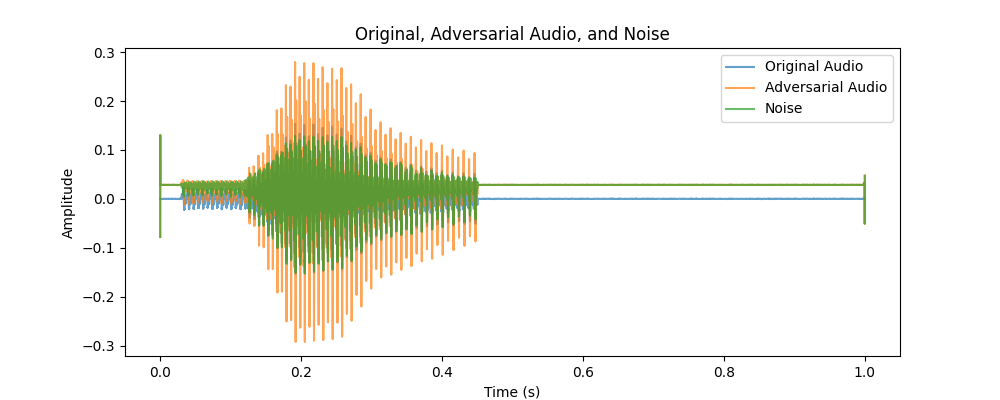 Original, Adversarial Audio, and Noise
Original Audio
Adversarial Audio
Noise
Amplitude
0.3
0.2
0.1
0.0
−0.1
−0.2
−0.3
0.0 0.2 0.4 0.6 0.8 1.0
Time (s)